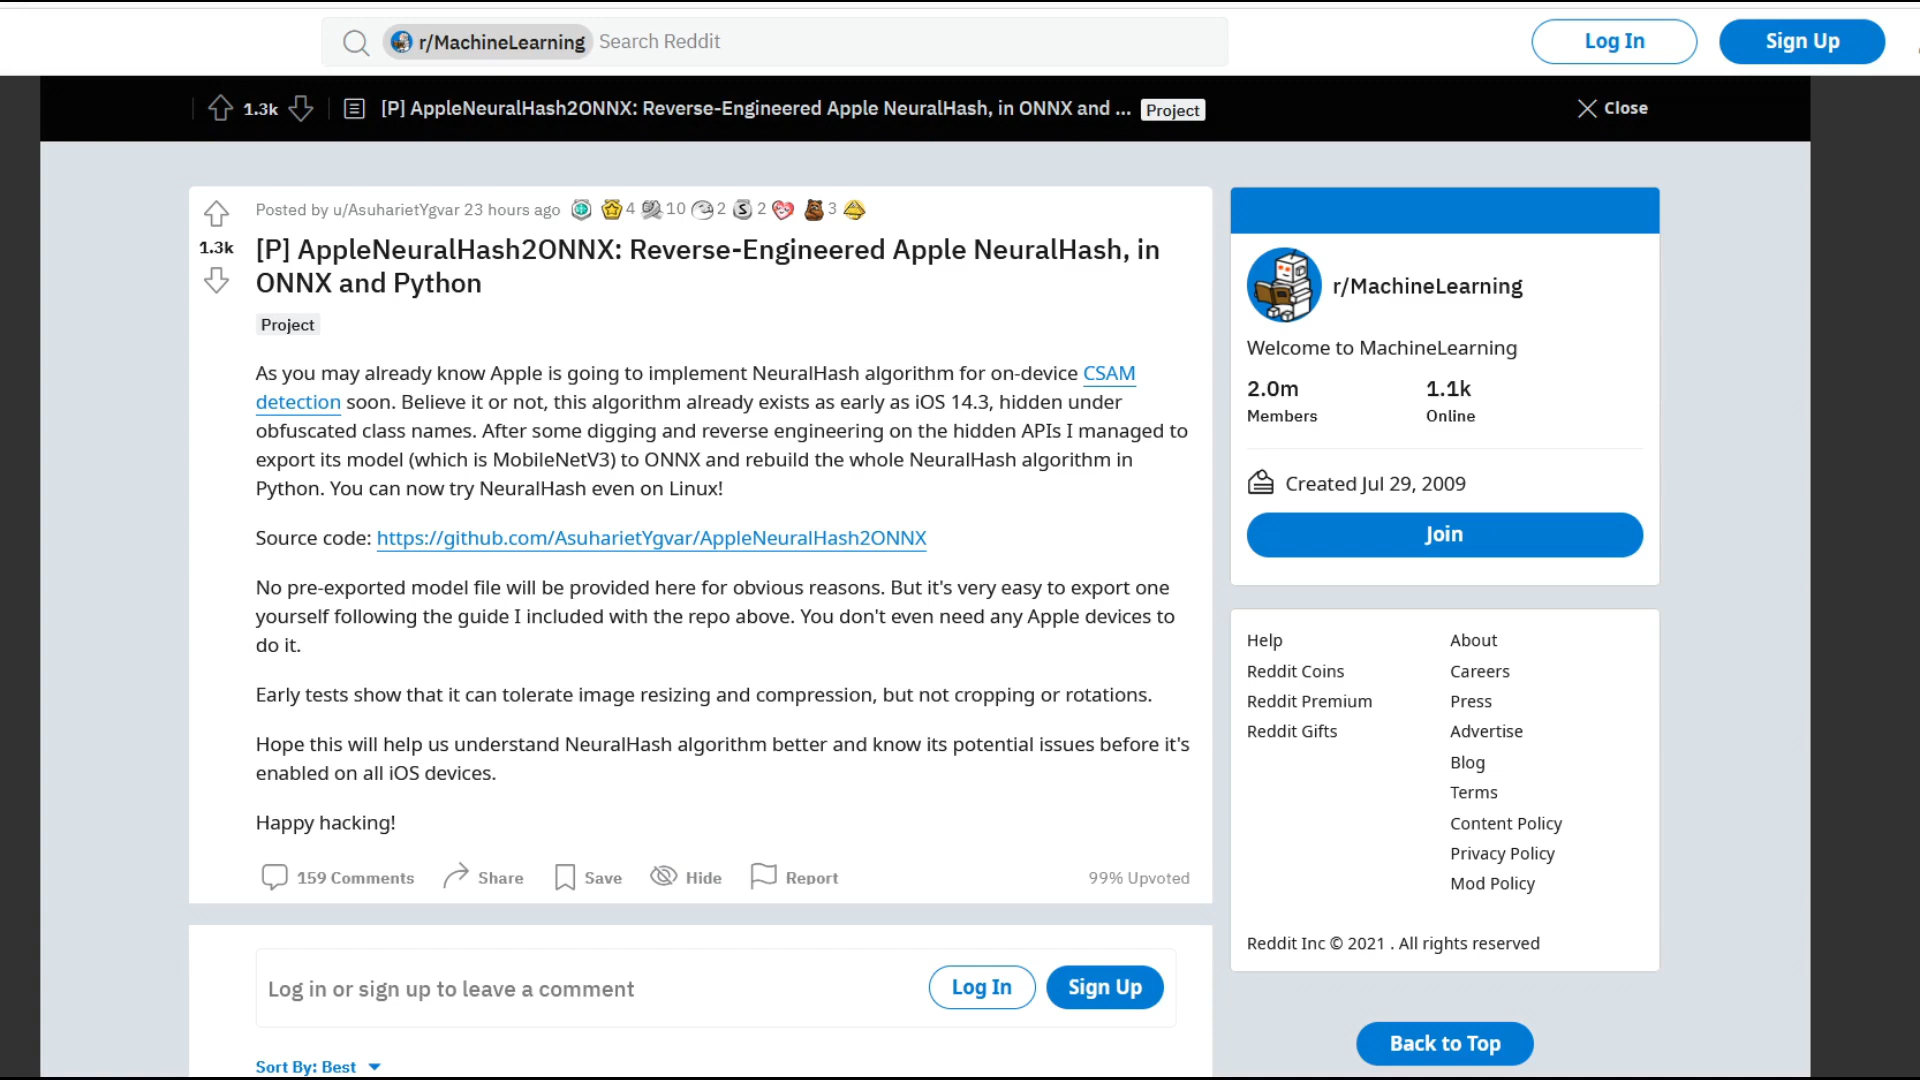 r/MachineLearning Search Reddit
Log In
Sign Up
1.3k
[P] AppleNeuralHash2ONNX: Reverse-Engineered Apple NeuralHash, in ONNX and ...
Project
Close
Posted by u/AsuharietYgvar 23 hours ago 4 10 2 S 2 3
1.3k
[P] AppleNeuralHash2ONNX: Reverse-Engineered Apple NeuralHash, in
ONNX and Python
Project
As you may already know Apple is going to implement NeuralHash algorithm for on-device CSAM
detection soon. Believe it or not, this algorithm already exists as early as iOS 14.3, hidden under
obfuscated class names. After some digging and reverse engineering on the hidden APIs I managed to
export its model (which is MobileNetV3) to ONNX and rebuild the whole NeuralHash algorithm in
Python. You can now try NeuralHash even on Linux!
Source code: https://github.com/AsuharietYgvar/AppleNeuralHash2ONNX
No pre-exported model file will be provided here for obvious reasons. But it's very easy to export one
yourself following the guide I included with the repo above. You don't even need any Apple devices to
do it.
Early tests show that it can tolerate image resizing and compression, but not cropping or rotations.
Hope this will help us understand NeuralHash algorithm better and know its potential issues before it's
enabled on all iOS devices.
Happy hacking!
159 Comments Share Save Hide Report 99% Upvoted
Log in or sign up to leave a comment
Log In
Sign Up
Sort By: Best
r/MachineLearning
Welcome to MachineLearning
2.0m 1.1k
Members Online
Created Jul 29, 2009
Join
Help
Reddit Coins
Reddit Premium
Reddit Gifts
About
Careers
Press
Advertise
Blog
Terms
Content Policy
Privacy Policy
Mod Policy
Reddit Inc © 2021 . All rights reserved
Back to Top